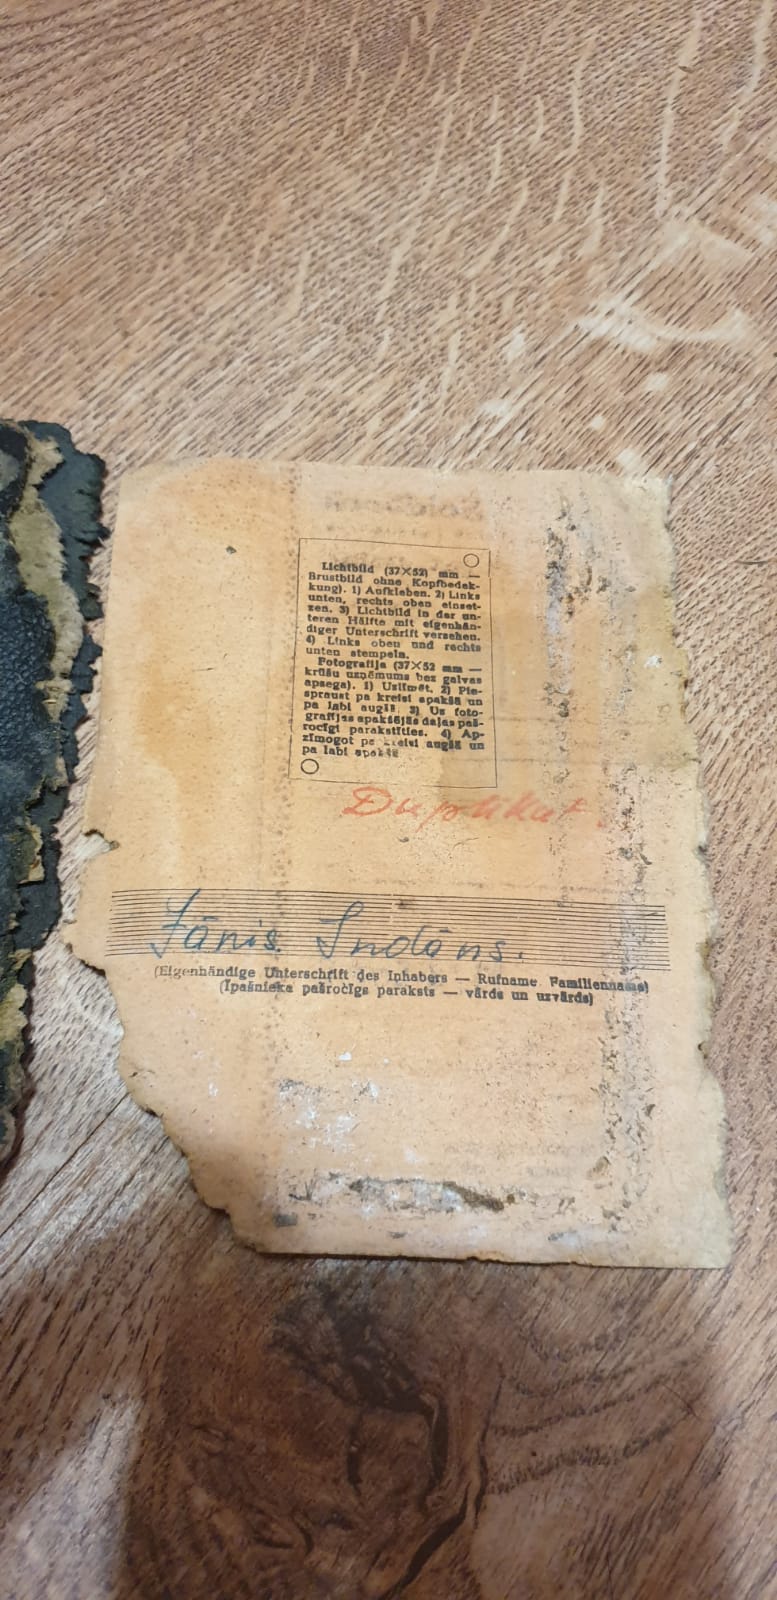 Lichtbild (37×52) mm —
Brustbild ohne Kopfbedek-
kung). 1) Aufkleben. 2) Links
unten, rechts oben einset-
zen. 3) Lichtbild in der un-
teren Hälfte mit eigenhän-
diger Unterschrift versehen.
4) Links oben und rechts
unten stempeln.
Fotografija (37×52 mm —
krūšu uzņēmums bez galvas
apsega). 1) Uzlīmēt. 2) Pie-
spraust pa kreisi apakšā un
pa labi augšā. 3) Uz foto-
grafijas apakšējās daļas paš-
rocīgi parakstīties. 4) Ap-
zīmogot pa kreisi augšā un
pa labi apakšā
Duplikat
Jānis Indāns.
(Eigenhändige Unterschrift des Inhabers — Rufname Familienname)
(Īpašnieka pašrocīgs paraksts — vārds un uzvārds)